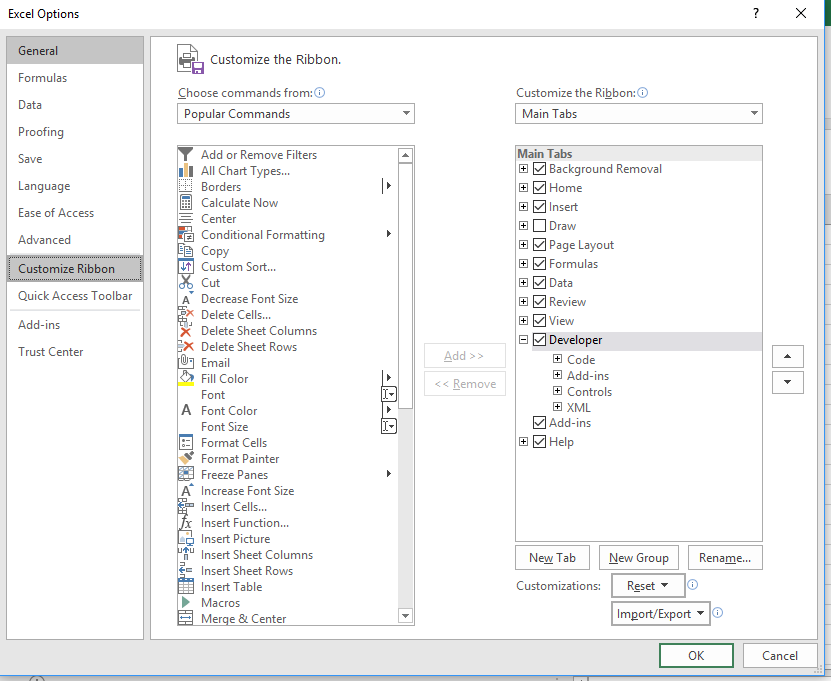 Excel Options
?
General
Formulas
Data
Proofing
Save
Language
Ease of Access
Advanced
Customize Ribbon
Quick Access Toolbar
Add-ins
Trust Center
Customize the Ribbon.
Choose commands from:
Popular Commands
Add or Remove Filters
All Chart Types...
Borders
Calculate Now
Center
Conditional Formatting
Copy
Custom Sort...
Cut
Decrease Font Size
Delete Cells...
Delete Sheet Columns
Delete Sheet Rows
Email
Fill Color
Font
Font Color
Font Size
Format Cells
Format Painter
Freeze Panes
Increase Font Size
Insert Cells...
Insert Function...
Insert Picture
Insert Sheet Columns
Insert Sheet Rows
Insert Table
Macros
Merge & Center
Add >>
<< Remove
Customize the Ribbon:
Main Tabs
Main Tabs
Background Removal
Home
Insert
Draw
Page Layout
Formulas
Data
Review
View
Developer
Code
Add-ins
Controls
XML
Add-ins
Help
New Tab New Group Rename...
Customizations: Reset
Import/Export
OK Cancel